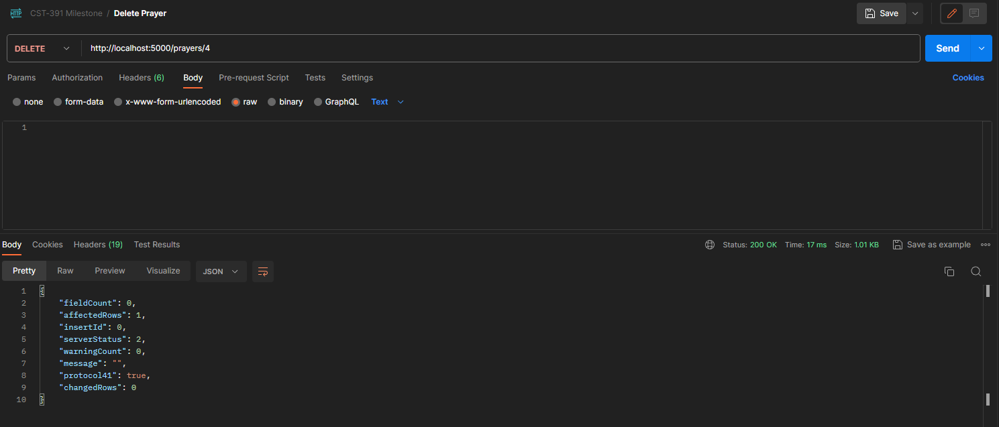 HTTP CST-391 Milestone / Delete Prayer Save
DELETE http://localhost:5000/prayers/4 Send
Params Authorization Headers (6) Body Pre-request Script Tests Settings Cookies
none form-data x-www-form-urlencoded raw binary GraphQL Text
1
Body Cookies Headers (19) Test Results Status: 200 OK Time: 17 ms Size: 1.01 KB Save as example
Pretty Raw Preview Visualize JSON
1 {
2 "fieldCount": 0,
3 "affectedRows": 1,
4 "insertId": 0,
5 "serverStatus": 2,
6 "warningCount": 0,
7 "message": "",
8 "protocol41": true,
9 "changedRows": 0
10 }